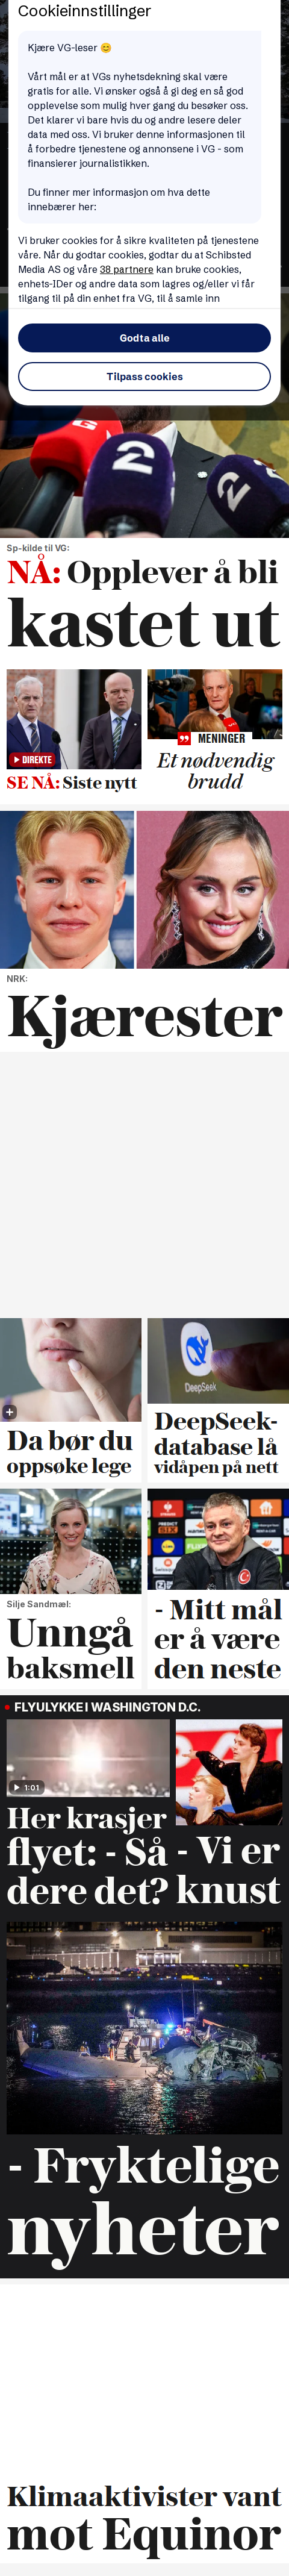 Cookieinnstillinger
Kjære VG-leser 😊
Vårt mål er at VGs nyhetsdekning skal være
gratis for alle. Vi ønsker også å gi deg en så god
opplevelse som mulig hver gang du besøker oss.
Det klarer vi bare hvis du og andre lesere deler
data med oss. Vi bruker denne informasjonen til
å forbedre tjenestene og annonsene i VG - som
finansierer journalistikken.
Du finner mer informasjon om hva dette
innebærer her:
Vi bruker cookies for å sikre kvaliteten på tjenestene
våre. Når du godtar cookies, godtar du at Schibsted
Media AS og våre 38 partnere kan bruke cookies,
enhets-IDer og andre data som lagres og/eller vi får
tilgang til på din enhet fra VG, til å samle inn
Godta alle
Tilpass cookies
Sp-kilde til VG:
NÅ: Opplever å bli
kastet ut
DIREKTE
SE NÅ: Siste nytt
MENINGER
Et nødvendig
brudd
NRK:
Kjærester
Da bør du
oppsøke lege
DeepSeek
DeepSeek-
database lå
vidåpen på nett
Silje Sandmæl:
Unngå
baksmell
- Mitt mål
er å være
den neste
FLYULYKKE I WASHINGTON D.C.
1:01
Her krasjer
flyet: - Så
dere det?
- Vi er
knust
- Fryktelige
nyheter
Klimaaktivister vant
mot Equinor